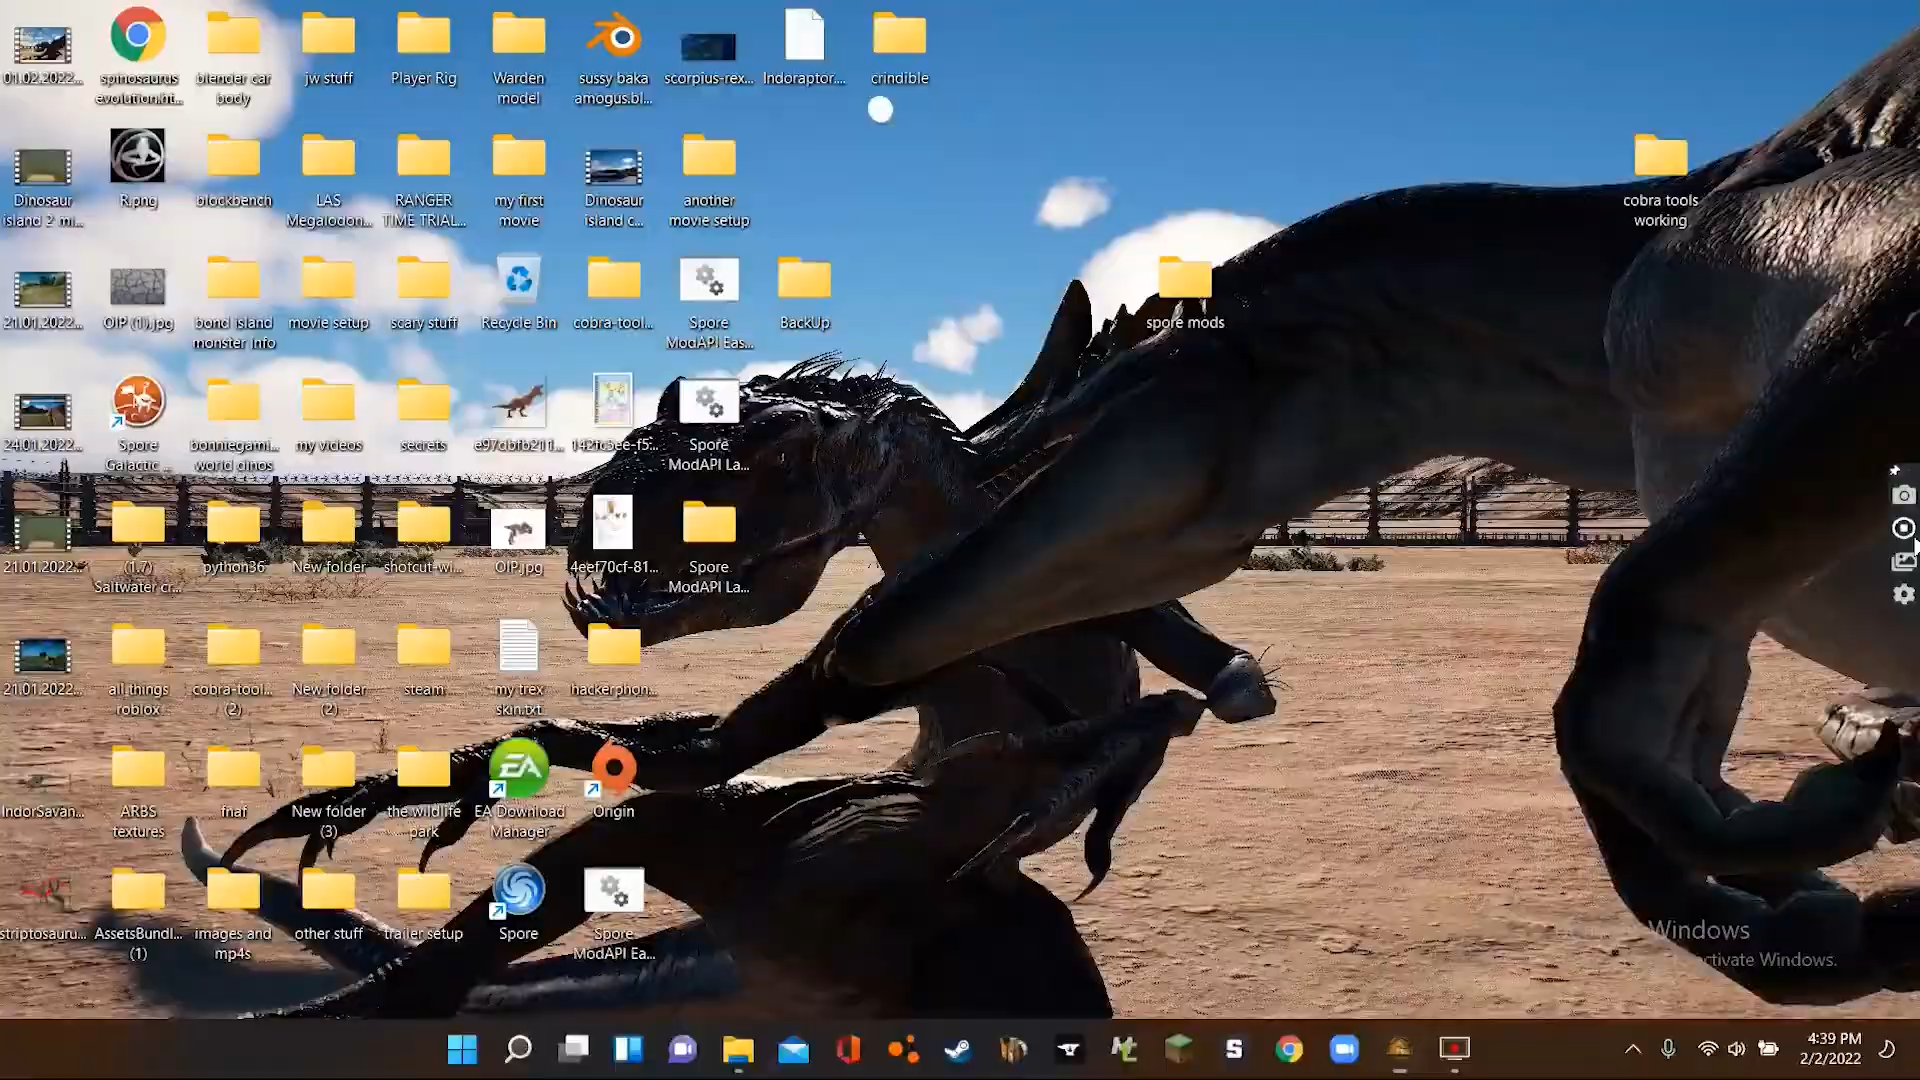 01.02.2022...
spinosaurus
evolution.ht...
blender car
body
jw stuff
Player Rig
Warden
model
sussy baka
amogus.bl...
scorpius-rex...
Indoraptor....
crindible
Dinosaur
island 2 mi...
R.png
blockbench
LAS
Megalodon...
RANGER
TIME TRIAL...
my first
movie
Dinosaur
island c...
another
movie setup
cobra tools
working
21.01.2022...
OIP (1).jpg
bond island
monster info
movie setup
scary stuff
Recycle Bin
cobra-tool...
Spore
ModAPI Eas...
BackUp
spore mods
24.01.2022...
Spore
Galactic ...
bonniegami...
world dinos
my videos
secrets
e97dbfb211...
142fc3ee-f5...
Spore
ModAPI La...
21.01.2022...
(1.7)
Saltwater cr...
python36
New folder
shotcut-wi...
OIP.jpg
4eef70cf-81...
Spore
ModAPI La...
21.01.2022...
all things
roblox
cobra-tool...
(2)
New folder
(2)
steam
my trex
skin.txt
hackerphon...
IndorSavan...
ARBS
textures
fnaf
New folder
(3)
the wildlife
park
EA
EA Download
Manager
Origin
striptosauru...
AssetsBundl...
(1)
images and
mp4s
other stuff
trailer setup
Spore
Spore
ModAPI Ea...
Windows
activate Windows.
S
4:39 PM
2/2/2022